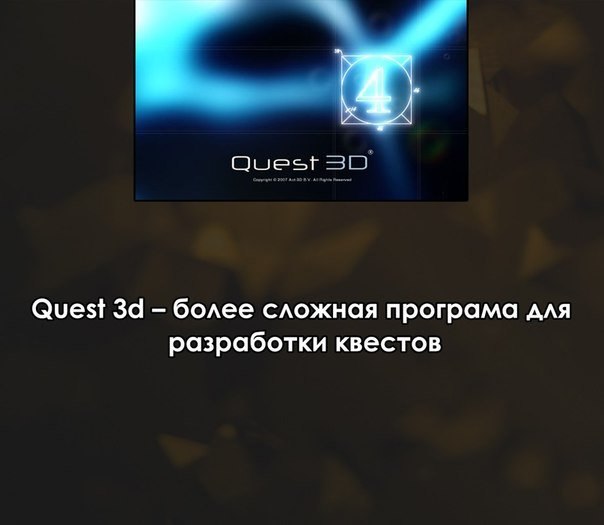 4
Quest 3D®
Copyright © 2007 Act-3D B.V. All Rights Reserved
Quest 3d – более сложная програма для
разработки квестов